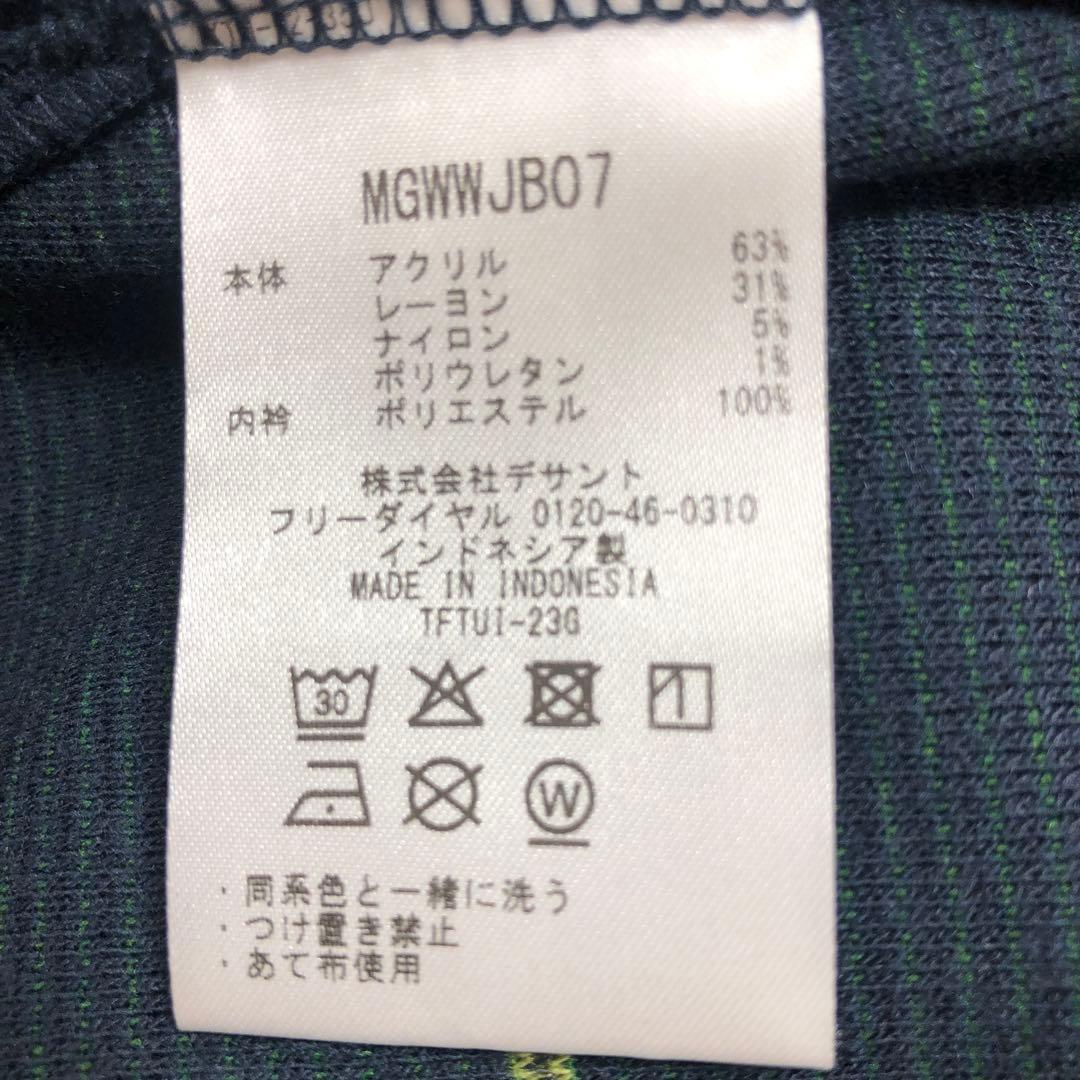 MGWWJB07
本体 アクリル 63%
レーヨン 31%
ナイロン 5%
ポリウレタン 1%
内衿 ポリエステル 100%
株式会社デサント
フリーダイヤル 0120-46-0310
インドネシア製
MADE IN INDONESIA
TFTUI-23G
30
W
・同系色と一緒に洗う
・つけ置き禁止
・あて布使用